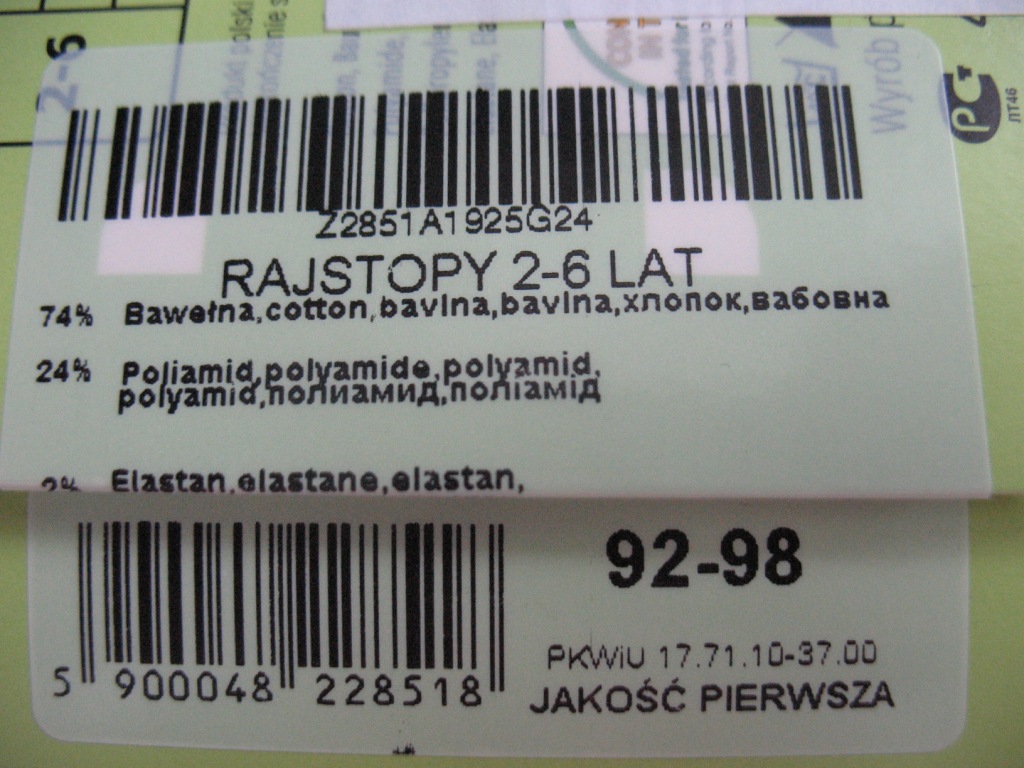 2-6
Wyrób
ЛТ46
Z2851A1925G24
RAJSTOPY 2-6 LAT
74% Bawełna,cotton,bavlna,bavlna,хлопок,вабовна
24% Poliamid,polyamide,polyamid,
polyamid,полиамид,поліамід
2% Elastan,elastane,elastan,
92-98
PKWiU 17.71.10-37.00
JAKOŚĆ PIERWSZA
5 900048 228518